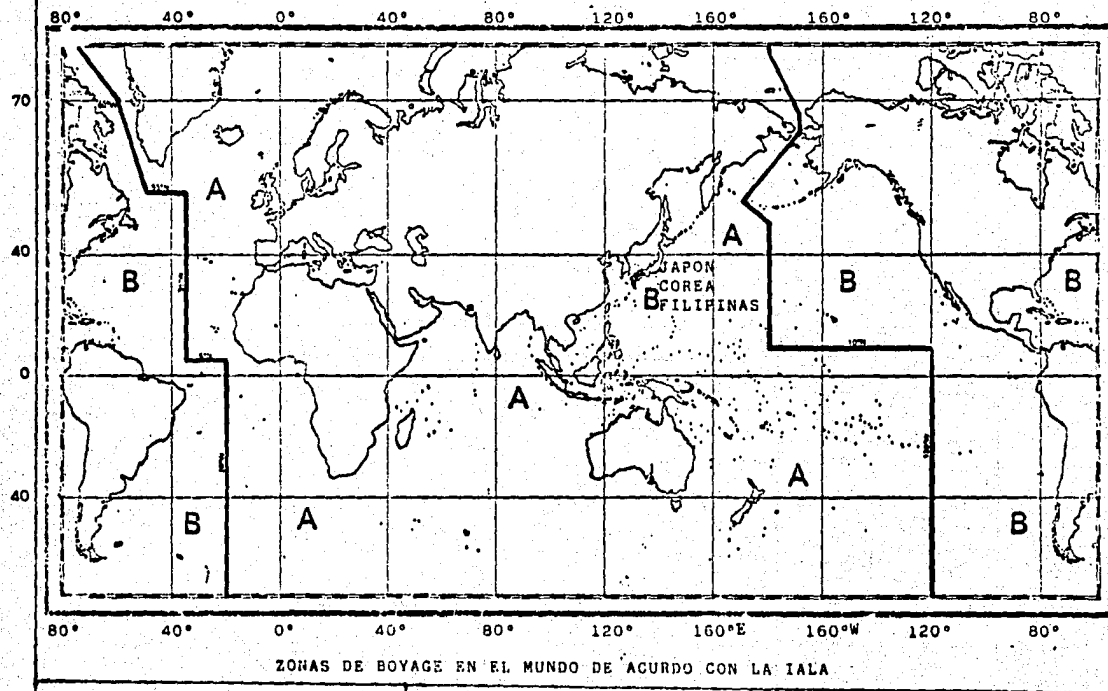 80° 40° 0° 40° 80° 120° 160° 160° 120° 80°
70
A
40
A
B
JAPON
B
B
COREA
B
FILIPINAS
0
A
A
40
B
A
B
80° 40° 0° 40° 80° 120° 160°E 160°W 120° 80°
ZONAS DE BOYAGE EN EL MUNDO DE ACURDO CON LA IALA